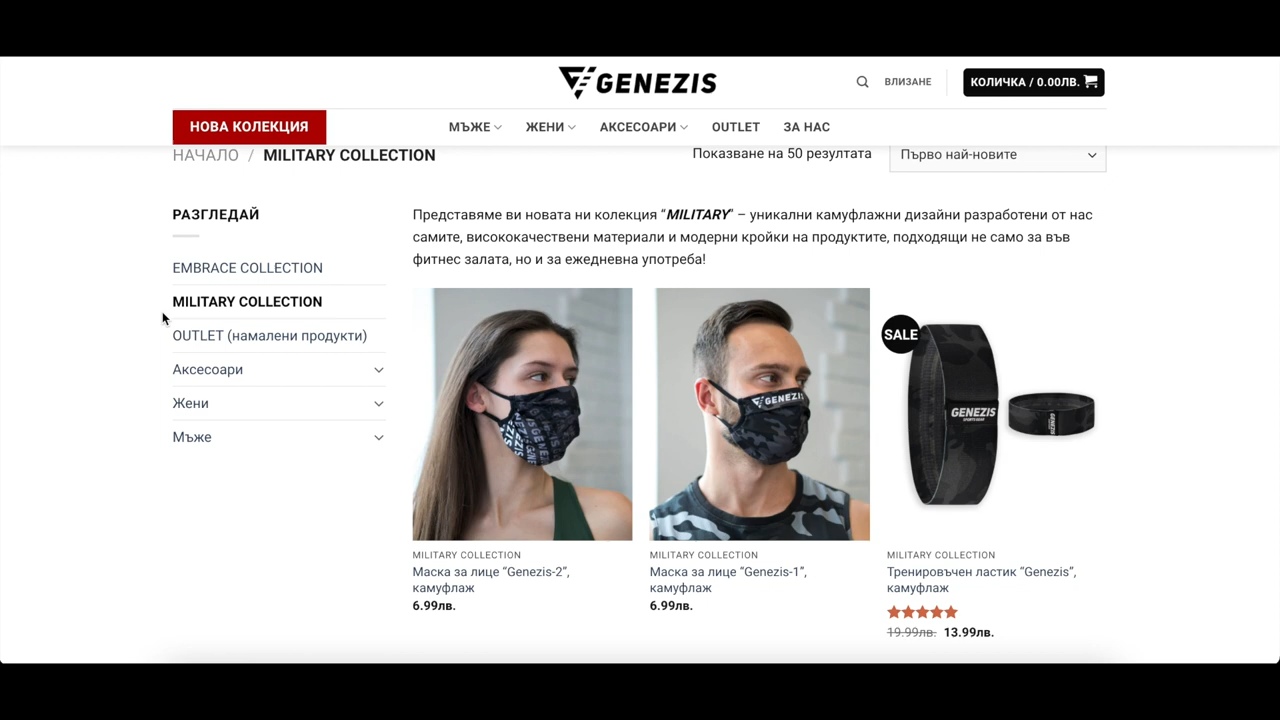 GENEZIS
ВЛИЗАНЕ
КОЛИЧКА / 0.00ЛВ.
НОВА КОЛЕКЦИЯ
МЪЖЕ
ЖЕНИ
АКСЕСОАРИ
OUTLET
ЗА НАС
НАЧАЛО / MILITARY COLLECTION
Показване на 50 резултата
Първо най-новите
РАЗГЛЕДАЙ
EMBRACE COLLECTION
MILITARY COLLECTION
OUTLET (намалени продукти)
Аксесоари
Жени
Мъже
Представяме ви новата ни колекция “MILITARY” – уникални камуфлажни дизайни разработени от нас
самите, висококачествени материали и модерни кройки на продуктите, подходящи не само за във
фитнес залата, но и за ежедневна употреба!
GENEZIS
SALE
GENEZIS
MILITARY COLLECTION
Маска за лице “Genezis-2”,
камуфлаж
6.99лв.
MILITARY COLLECTION
Маска за лице “Genezis-1”,
камуфлаж
6.99лв.
MILITARY COLLECTION
Тренировъчен ластик “Genezis”,
камуфлаж
19.99лв. 13.99лв.